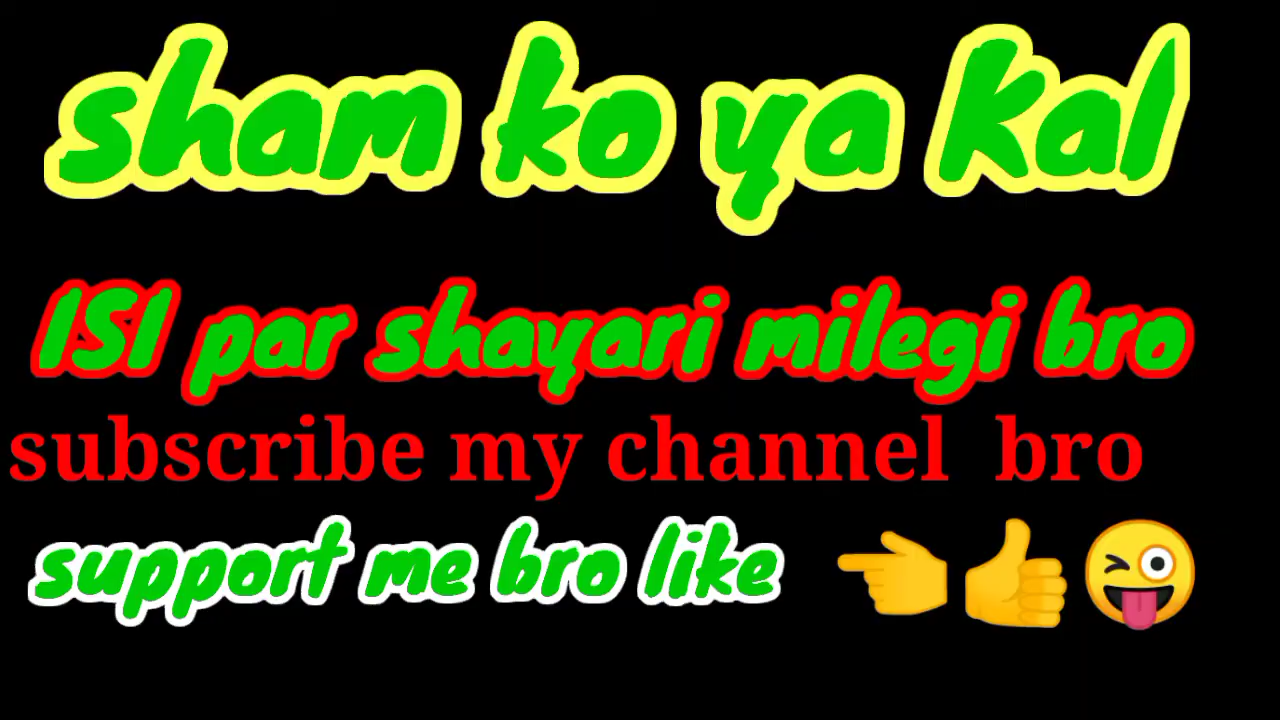 sham ko ya Kal
ISI par shayari milegi bro
subscribe my channel bro
support me bro like 👈👍😜